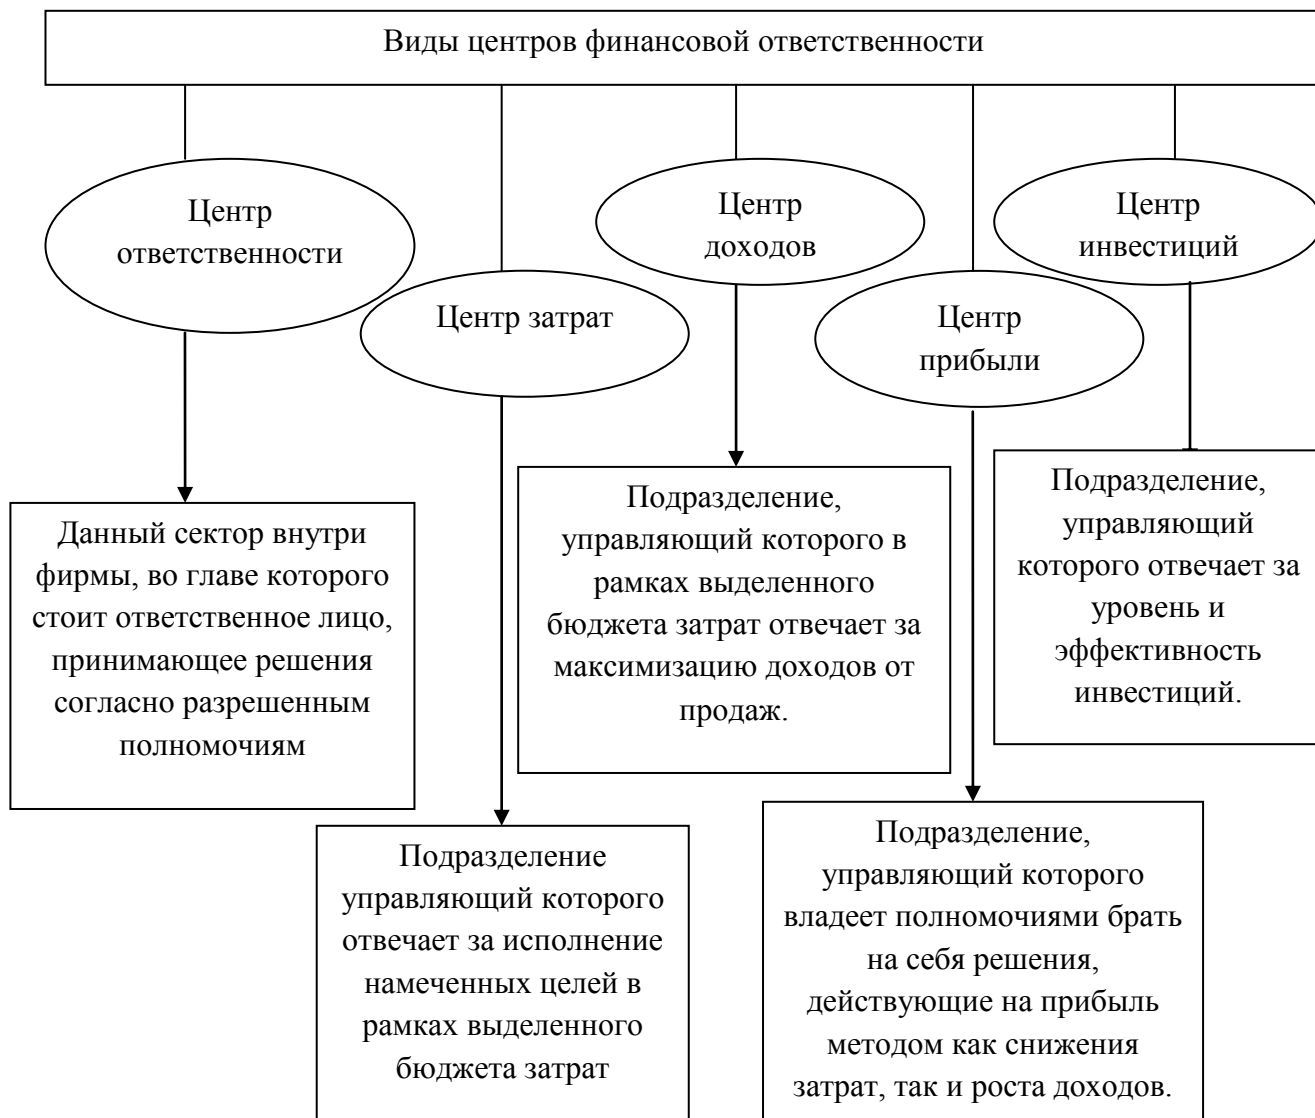 Виды центров финансовой ответственности
Центр
ответственности
Центр затрат
Центр
доходов
Центр
прибыли
Центр
инвестиций
Данный сектор внутри
фирмы, во главе которого
стоит ответственное лицо,
принимающее решения
согласно разрешенным
полномочиям
Подразделение
управляющий которого
отвечает за исполнение
намеченных целей в
рамках выделенного
бюджета затрат
Подразделение,
управляющий которого в
рамках выделенного
бюджета затрат отвечает за
максимизацию доходов от
продаж.
Подразделение,
управляющий которого
владеет полномочиями брать
на себя решения,
действующие на прибыль
методом как снижения
затрат, так и роста доходов.
Подразделение,
управляющий
которого отвечает за
уровень и
эффективность
инвестиций.